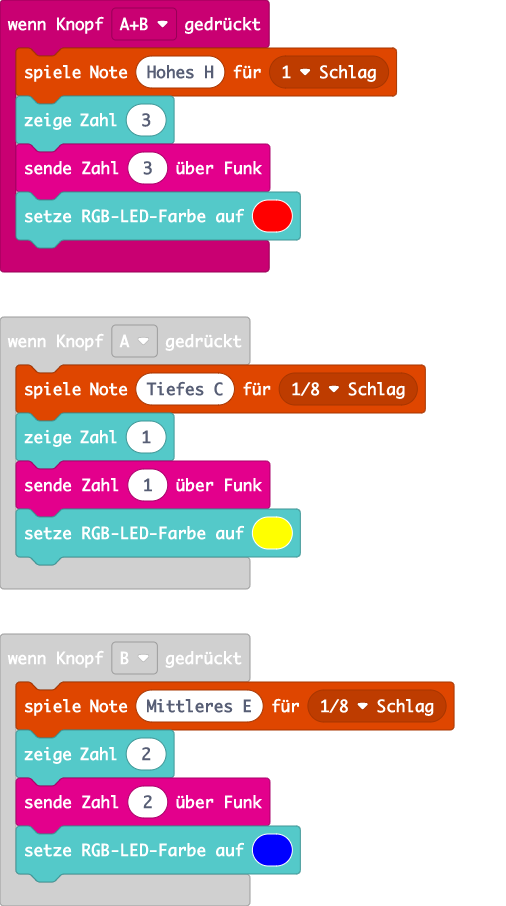 wenn Knopf A+B gedrückt
spiele Note Hohes H für 1 Schlag
zeige Zahl 3
sende Zahl 3 über Funk
setze RGB-LED-Farbe auf
wenn Knopf A gedrückt
spiele Note Tiefes C für 1/8 Schlag
zeige Zahl 1
sende Zahl 1 über Funk
setze RGB-LED-Farbe auf
wenn Knopf B gedrückt
spiele Note Mittleres E für 1/8 Schlag
zeige Zahl 2
sende Zahl 2 über Funk
setze RGB-LED-Farbe auf